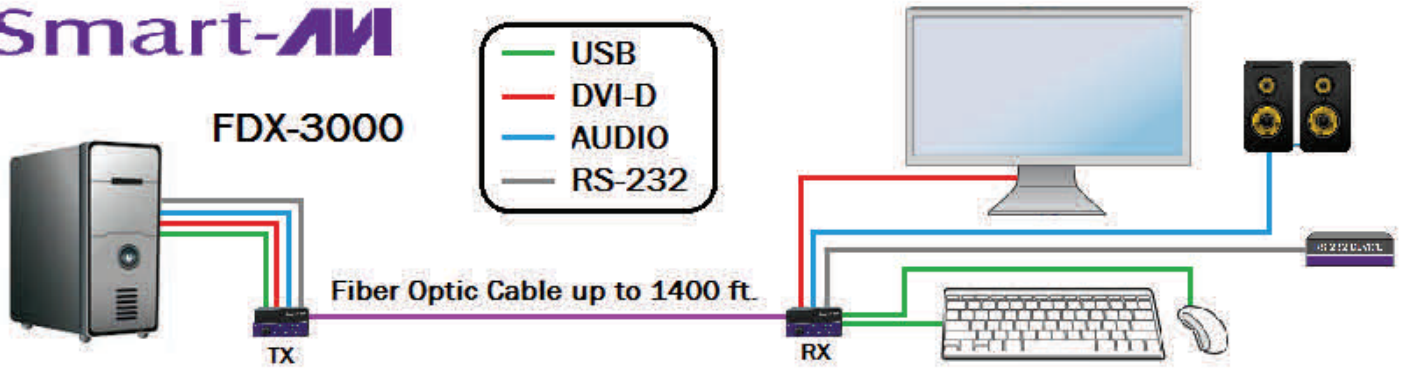 Smart-AVI
FDX-3000
USB
DVI-D
AUDIO
RS-232
Fiber Optic Cable up to 1400 ft.
TX
RX